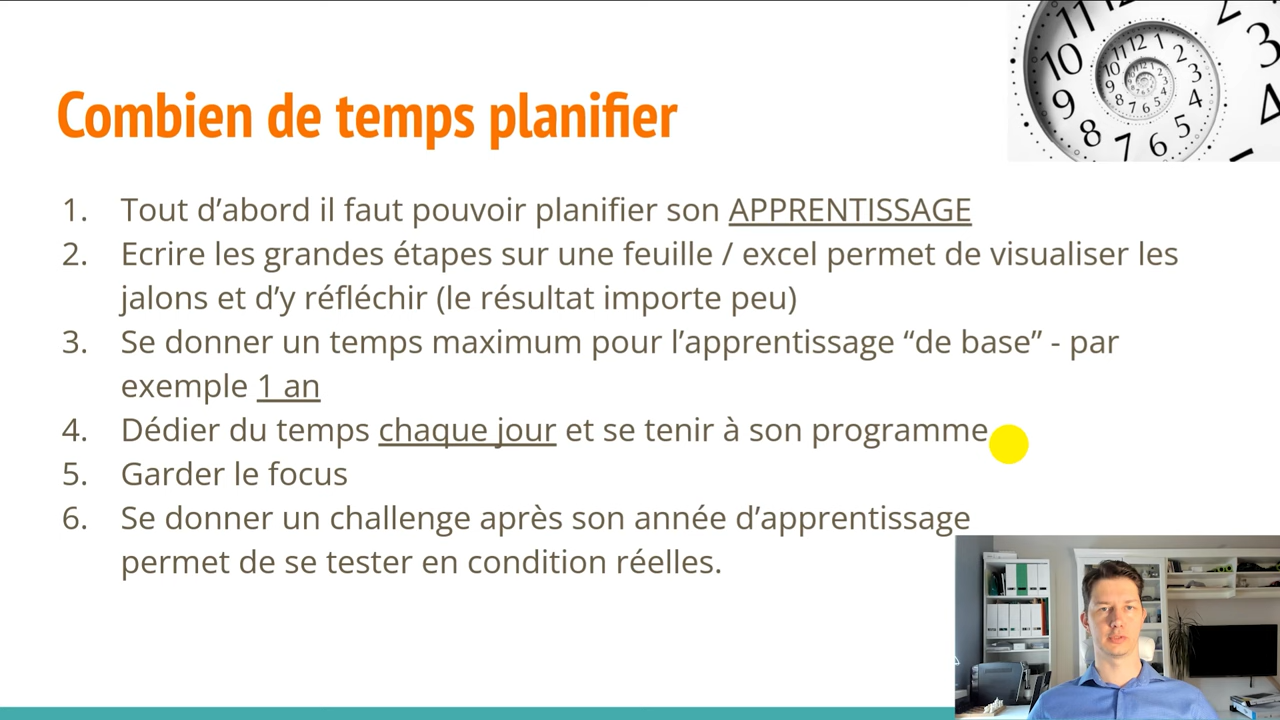 Combien de temps planifier
1. Tout d’abord il faut pouvoir planifier son APPRENTISSAGE
2. Ecrire les grandes étapes sur une feuille / excel permet de visualiser les
jalons et d’y réfléchir (le résultat importe peu)
3. Se donner un temps maximum pour l’apprentissage “de base” - par
exemple 1 an
4. Dédier du temps chaque jour et se tenir à son programme
5. Garder le focus
6. Se donner un challenge après son année d’apprentissage
permet de se tester en condition réelles.